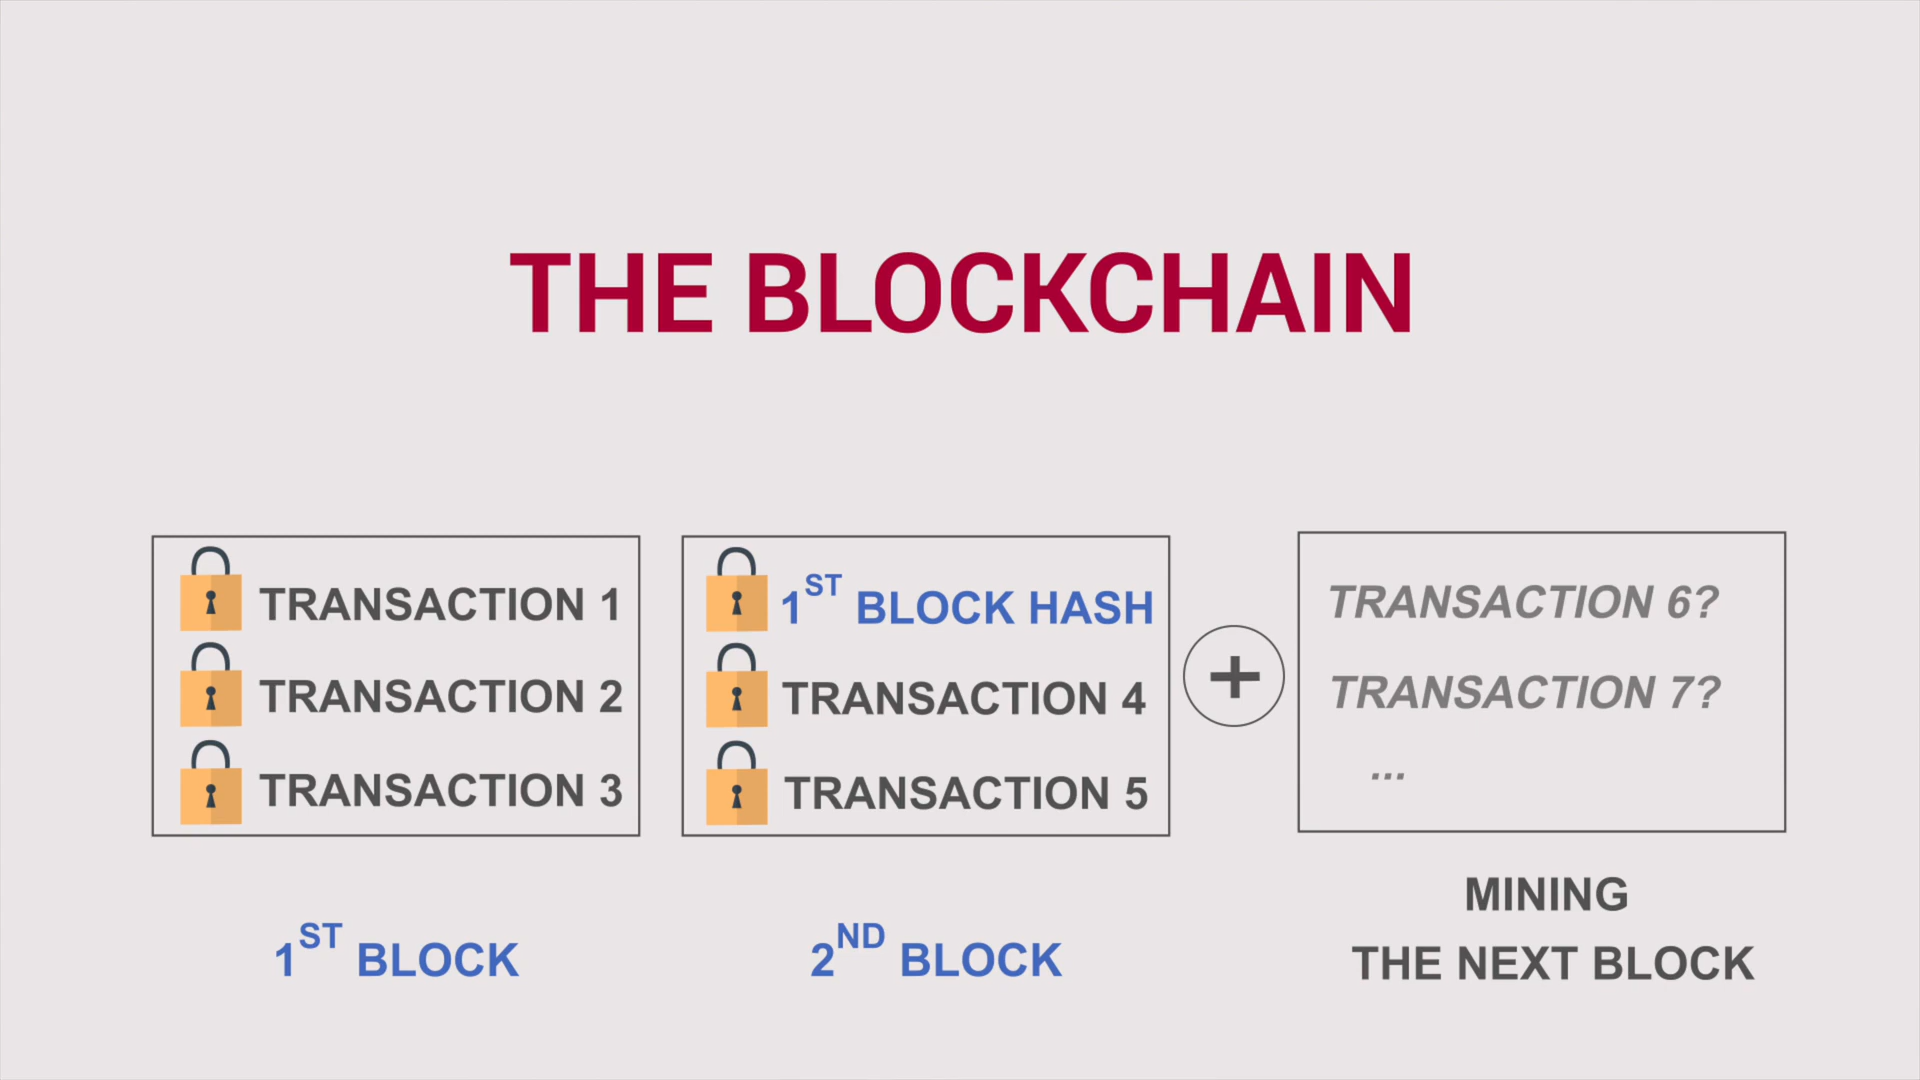 THE BLOCKCHAIN
TRANSACTION 1
TRANSACTION 2
TRANSACTION 3
1ST BLOCK
1ST BLOCK HASH
TRANSACTION 4
TRANSACTION 5
2ND BLOCK
+
TRANSACTION 6?
TRANSACTION 7?
...
MINING
THE NEXT BLOCK